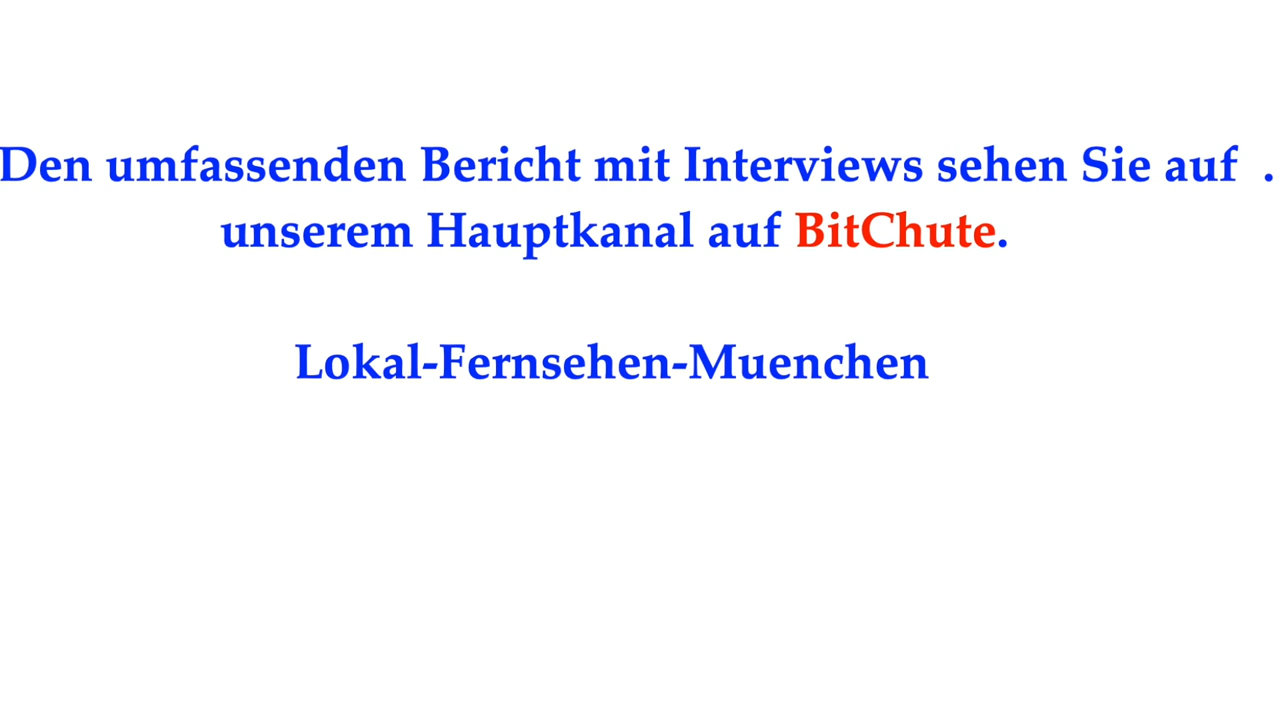 Den umfassenden Bericht mit Interviews sehen Sie auf .
unserem Hauptkanal auf BitChute.
Lokal-Fernsehen-Muenchen